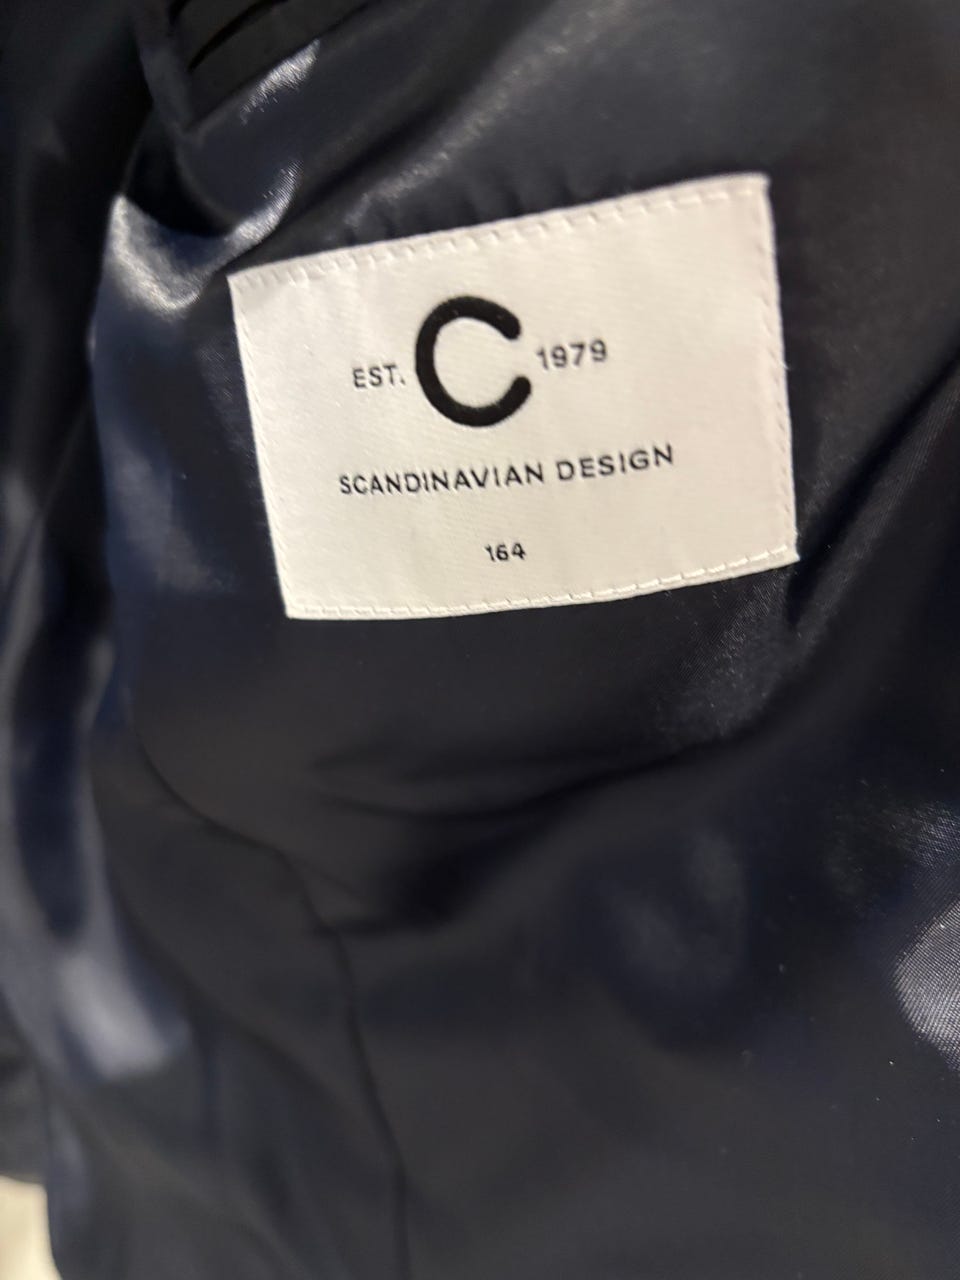 EST. C 1979
SCANDINAVIAN DESIGN
164